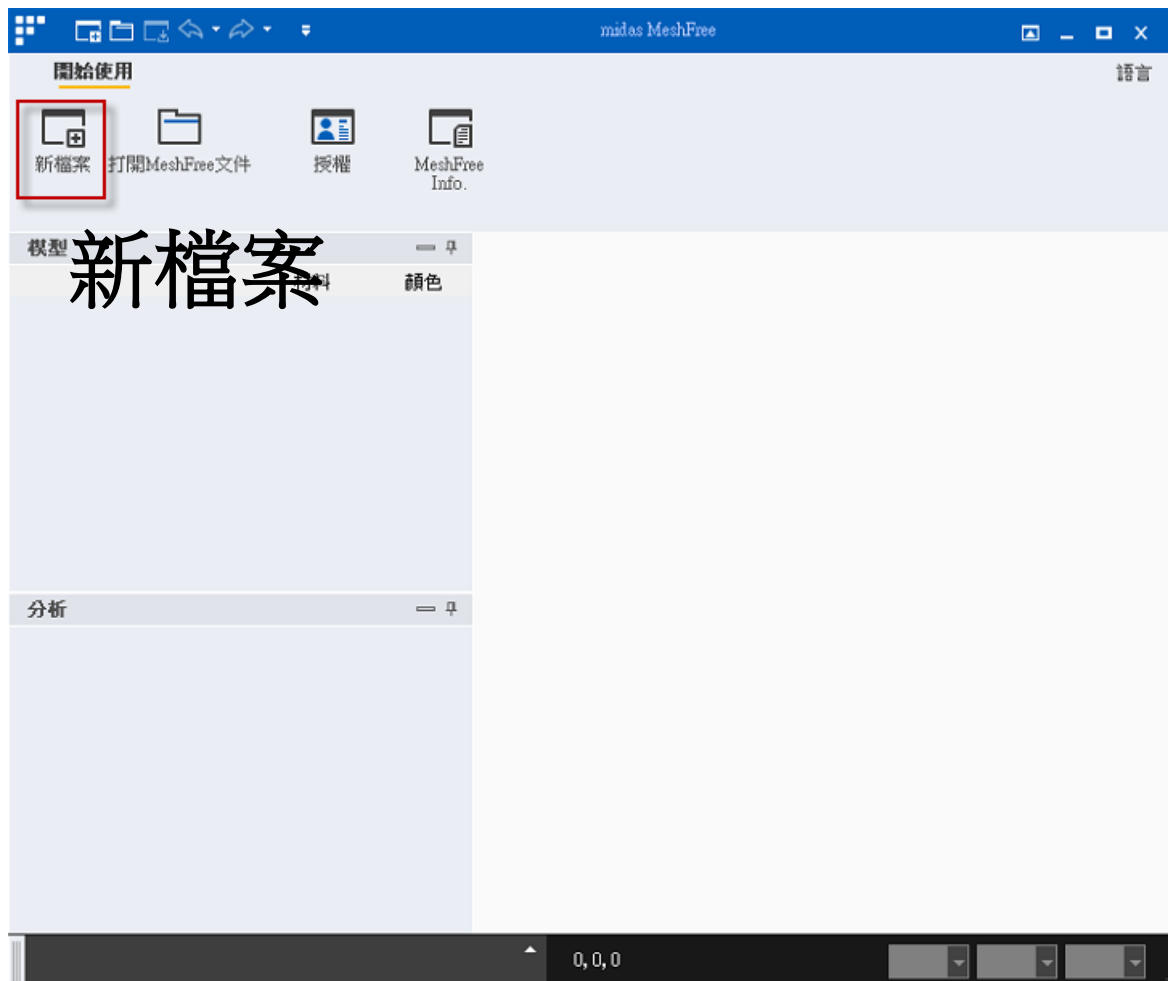 midas MeshFree
開始使用
語言
新檔案
打開MeshFree文件
授權
MeshFree
Info.
模型
新檔案
材料
顏色
分析
0, 0, 0